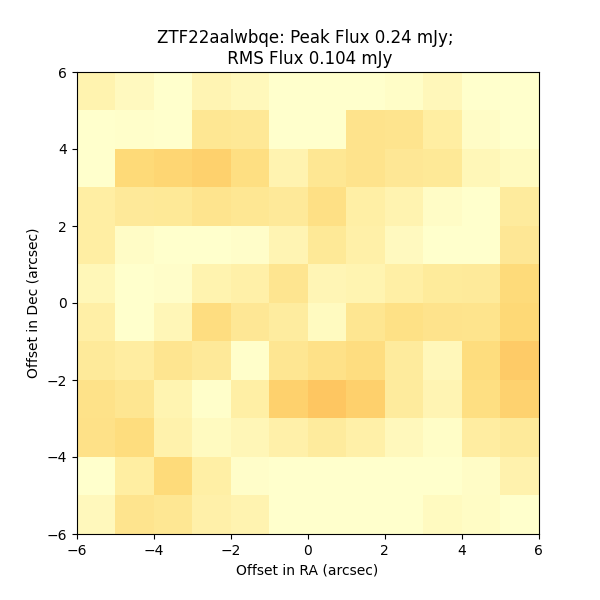 ZTF22aalwbqe: Peak Flux 0.24 mJy;
RMS Flux 0.104 mJy
6
4
2
0
−2
−4
−6
Offset in Dec (arcsec)
−6 −4 −2 0 2 4 6
Offset in RA (arcsec)